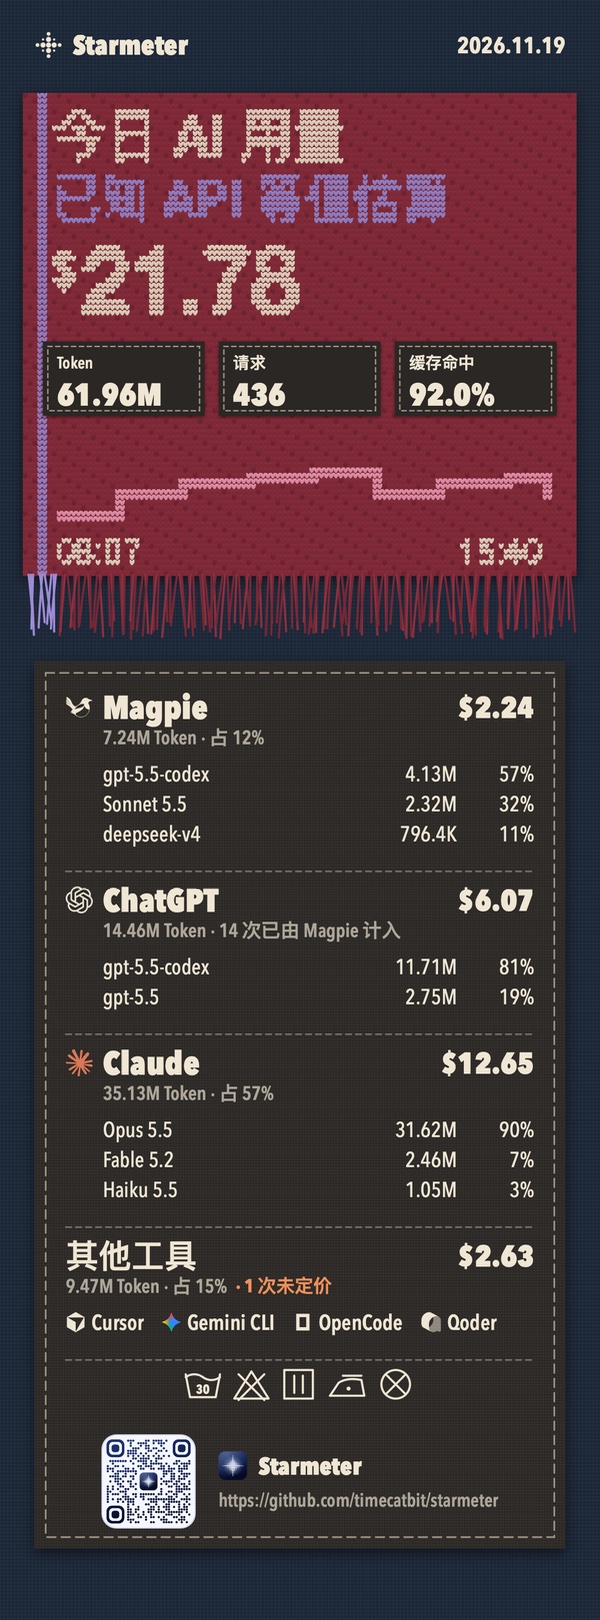 Starmeter
2026.11.19
今日 AI 用量
已知 API 等值估算
$21.78
Token
61.96M
请求
436
缓存命中
92.0%
08:07
15:40
Magpie
$2.24
7.24M Token · 占 12%
gpt-5.5-codex 4.13M 57%
Sonnet 5.5 2.32M 32%
deepseek-v4 796.4K 11%
ChatGPT
$6.07
14.46M Token · 14 次已由 Magpie 计入
gpt-5.5-codex 11.71M 81%
gpt-5.5 2.75M 19%
Claude
$12.65
35.13M Token · 占 57%
Opus 5.5 31.62M 90%
Fable 5.2 2.46M 7%
Haiku 5.5 1.05M 3%
其他工具
$2.63
9.47M Token · 占 15% · 1 次未定价
Cursor Gemini CLI OpenCode Qoder
30
Starmeter
https://github.com/timecatbit/starmeter